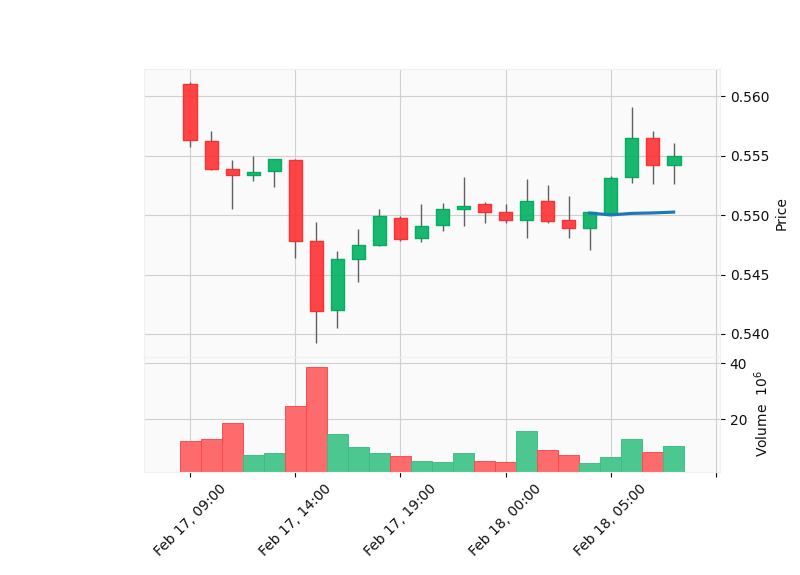 0.560
0.555
0.550
0.545
0.540
Price
40
20
Volume 10^6
Feb 17, 09:00
Feb 17, 14:00
Feb 17, 19:00
Feb 18, 00:00
Feb 18, 05:00